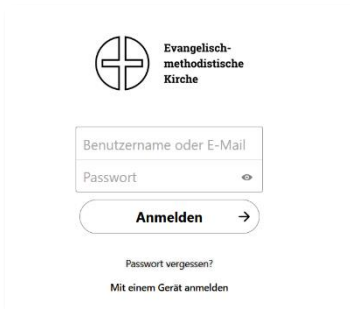 Evangelisch-
methodistische
Kirche
Benutzername oder E-Mail
Passwort
Anmelden
Passwort vergessen?
Mit einem Gerät anmelden